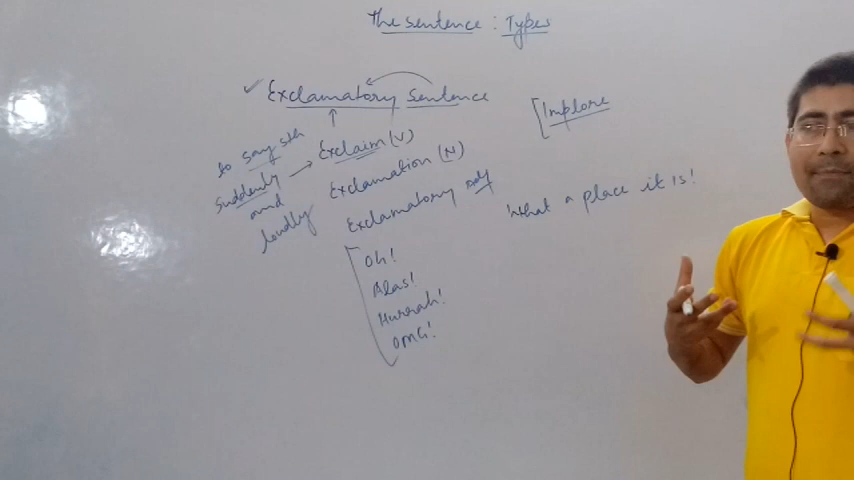 The sentence : Types
Exclamatory Sentence
[Implore
to say sth
suddenly
and
loudly
Exclaim (V)
Exclamation (N)
Exclamatory Adj
What a place it is!
Oh!
Alas!
Hurrah!
OMG!